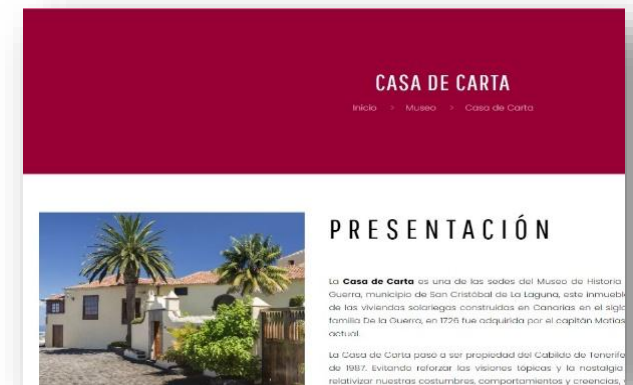 CASA DE CARTA
Inicio > Museo > Casa de Carta
PRESENTACIÓN
La Casa de Carta es una de las sedes del Museo de Historia
Guerra, municipio de San Cristóbal de La Laguna, este inmuebl
de las viviendas solariegas construidas en Canarias en el siglo
familia De la Guerra, en 1726 fue adquirida por el capitán Matías
actual.
La Casa de Carta pasó a ser propiedad del Cabildo de Tenerife
de 1987. Evitando reforzar las visiones tópicas y la nostalgia
relativizar nuestras costumbres, comportamientos y creencias,